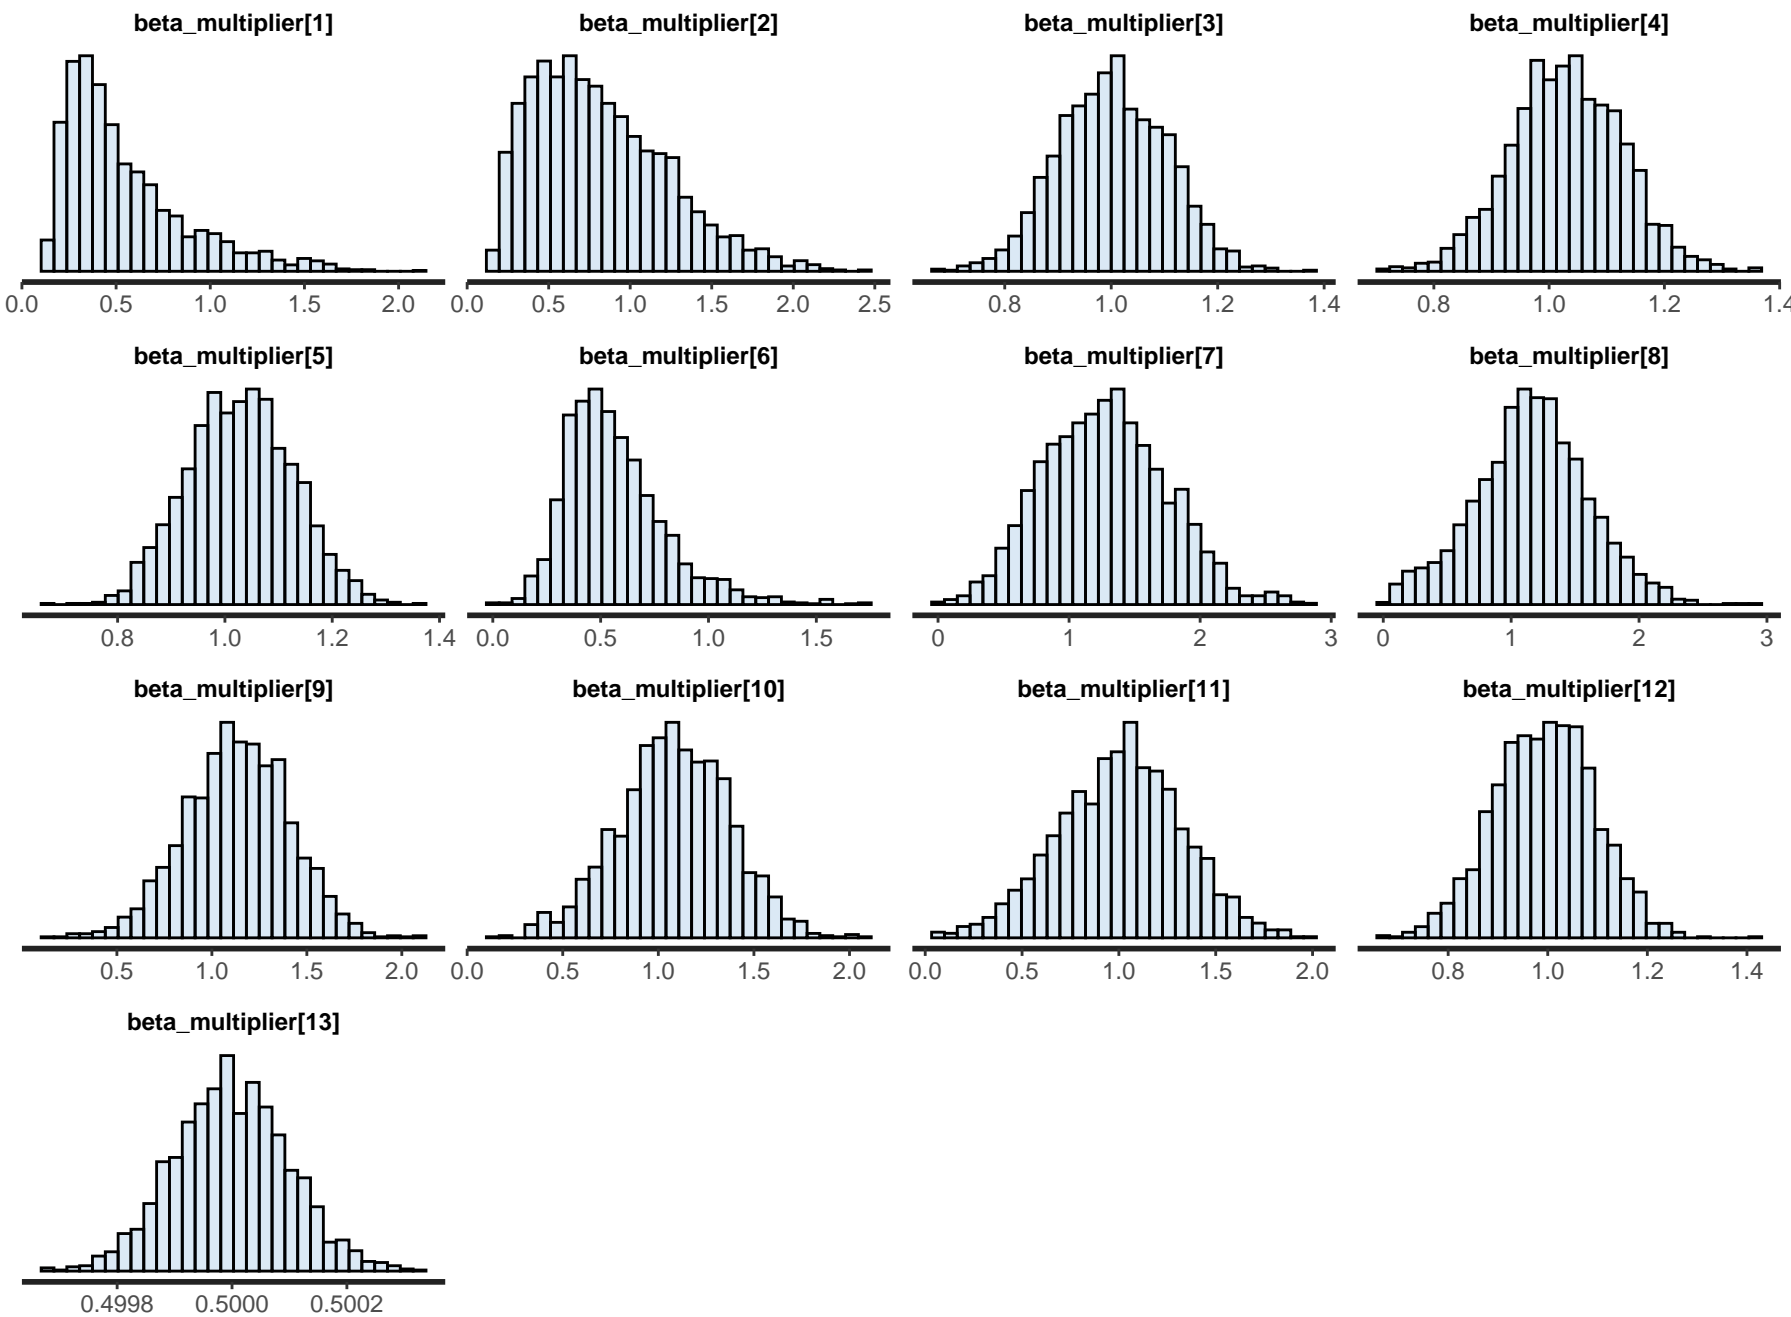 beta_multiplier[1] beta_multiplier[2] beta_multiplier[3] beta_multiplier[4]
0.0 0.5 1.0 1.5 2.0 0.0 0.5 1.0 1.5 2.0 2.5 0.8 1.0 1.2 1.4 0.8 1.0 1.2 1.4
beta_multiplier[5] beta_multiplier[6] beta_multiplier[7] beta_multiplier[8]
0.8 1.0 1.2 1.4 0.0 0.5 1.0 1.5 0 1 2 3 0 1 2 3
beta_multiplier[9] beta_multiplier[10] beta_multiplier[11] beta_multiplier[12]
0.5 1.0 1.5 2.0 0.0 0.5 1.0 1.5 2.0 0.0 0.5 1.0 1.5 2.0 0.8 1.0 1.2 1.4
beta_multiplier[13]
0.4998 0.5000 0.5002